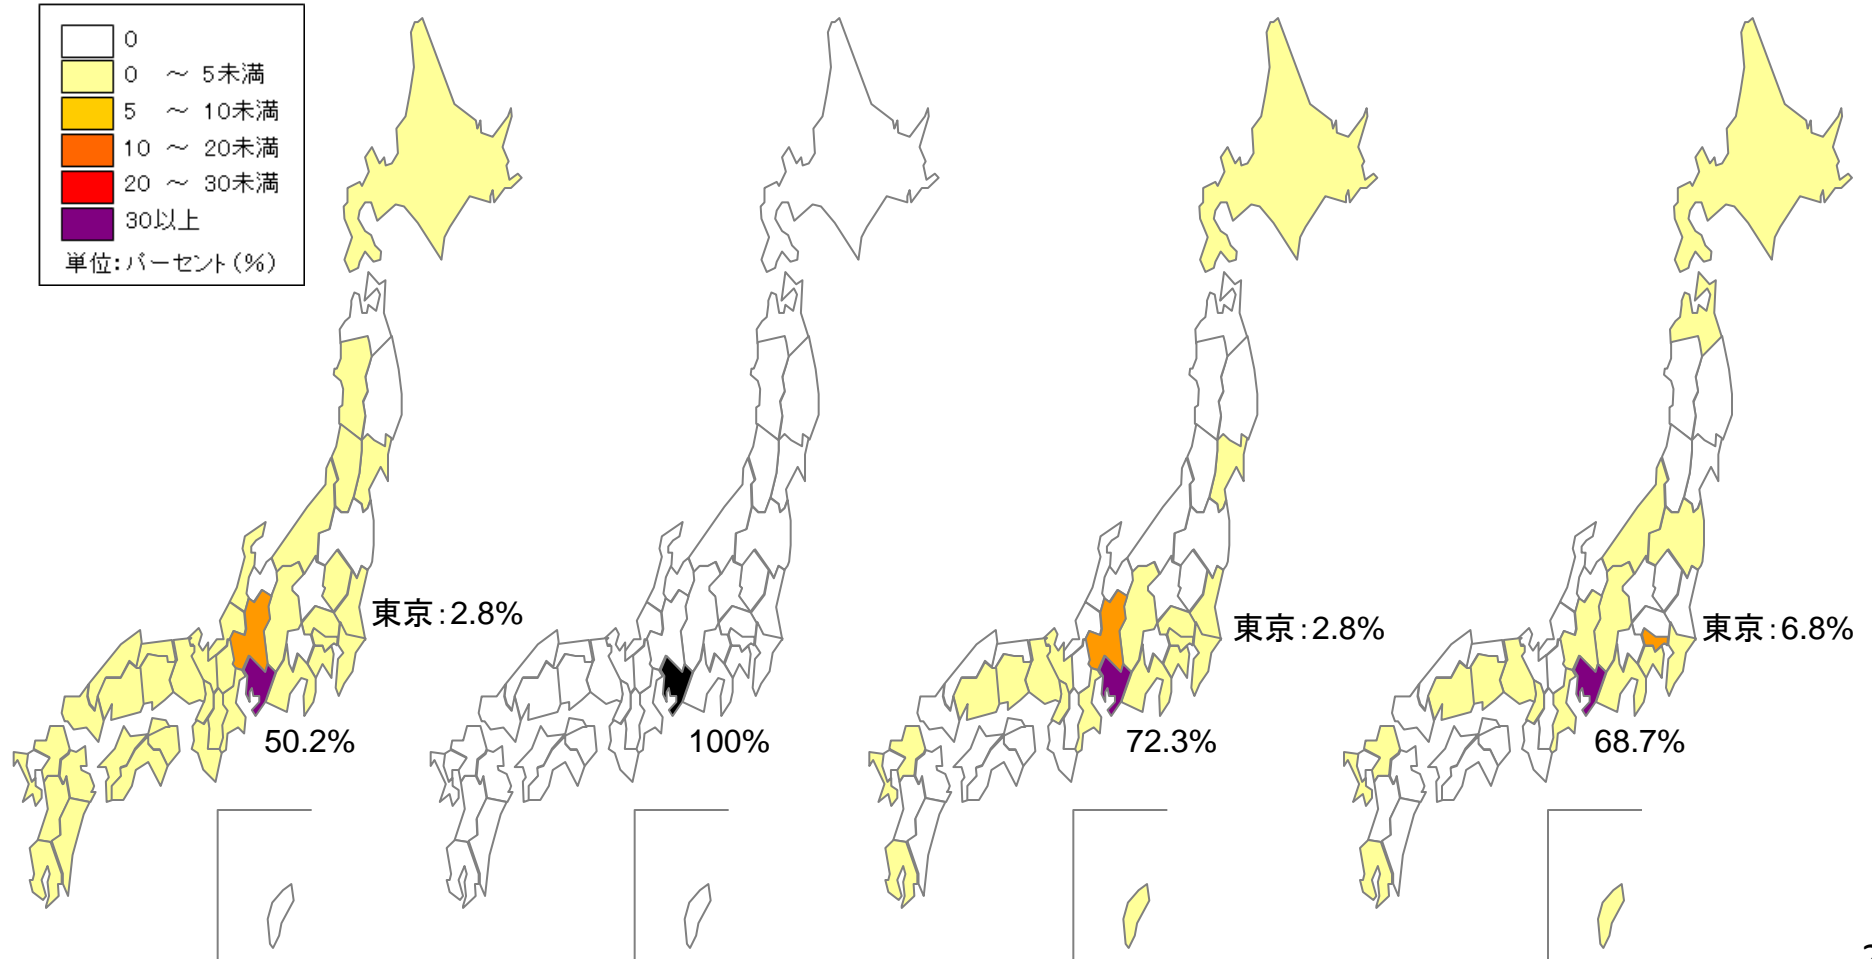 0
0 ～ 5未満
5 ～ 10未満
10 ～ 20未満
20 ～ 30未満
30以上
単位：パーセント（％）
東京：2.8%
50.2%
100%
東京：2.8%
72.3%
東京：6.8%
68.7%